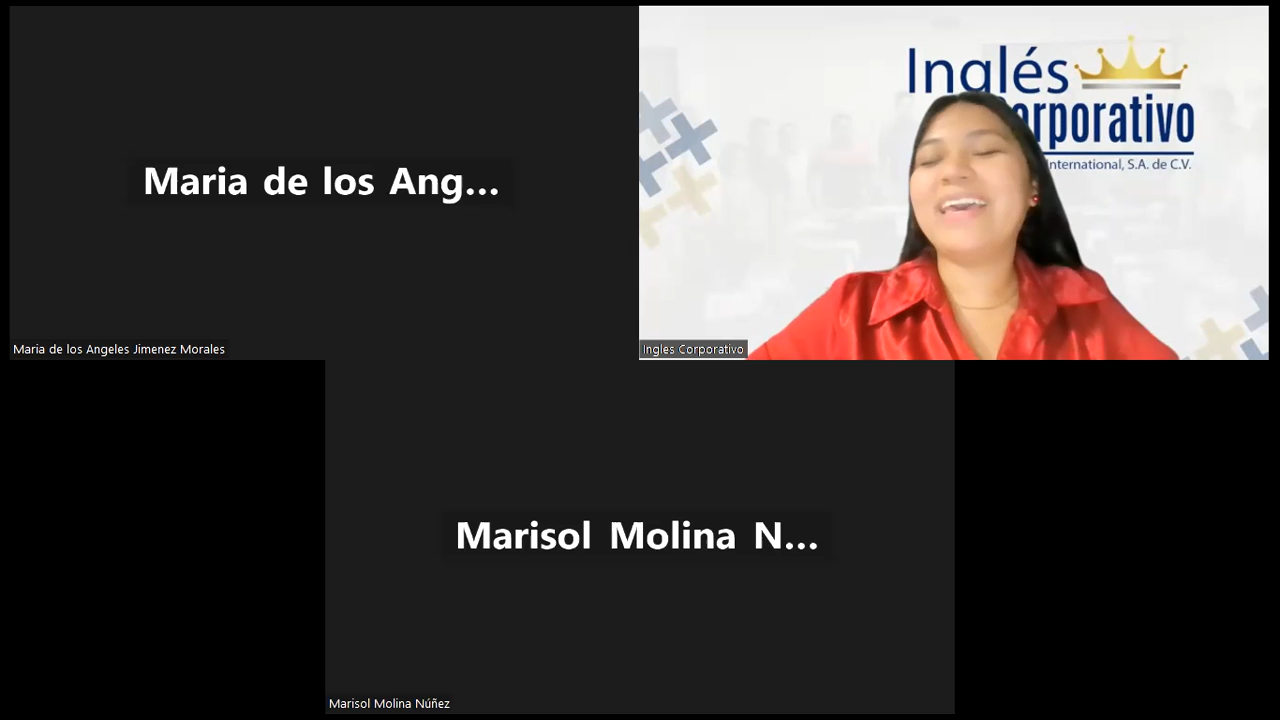 Maria de los Ang...
Maria de los Angeles Jimenez Morales
Inglés
orporativo
International, S.A. de C.V.
Ingles Corporativo
Marisol Molina N...
Marisol Molina Núñez